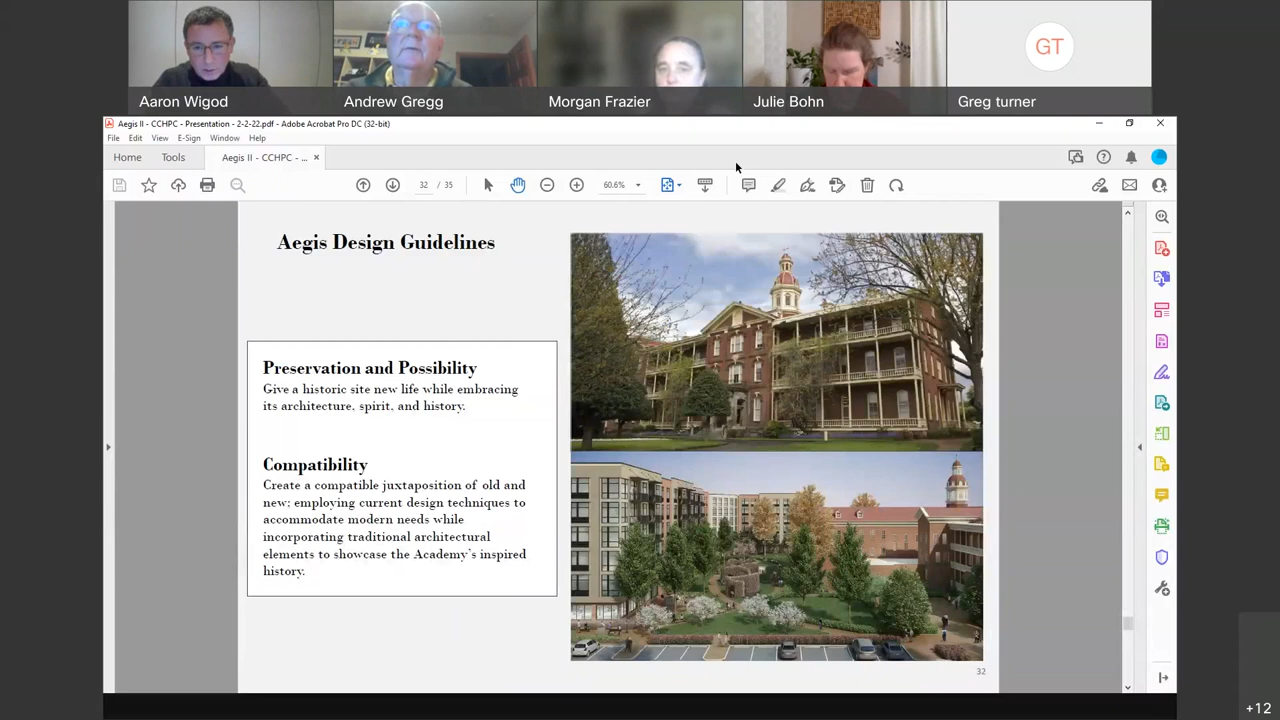 GT
Aaron Wigod
Andrew Gregg
Morgan Frazier
Julie Bohn
Greg turner
Aegis II - CCHPC - Presentation - 2-2-22.pdf - Adobe Acrobat Pro DC (32-bit)
File Edit View E-Sign Window Help
Home Tools Aegis II - CCHPC - ... ×
32 / 35 60.6%
Aegis Design Guidelines
Preservation and Possibility
Give a historic site new life while embracing
its architecture, spirit, and history.
Compatibility
Create a compatible juxtaposition of old and
new; employing current design techniques to
accommodate modern needs while
incorporating traditional architectural
elements to showcase the Academy's inspired
history.
32
+12